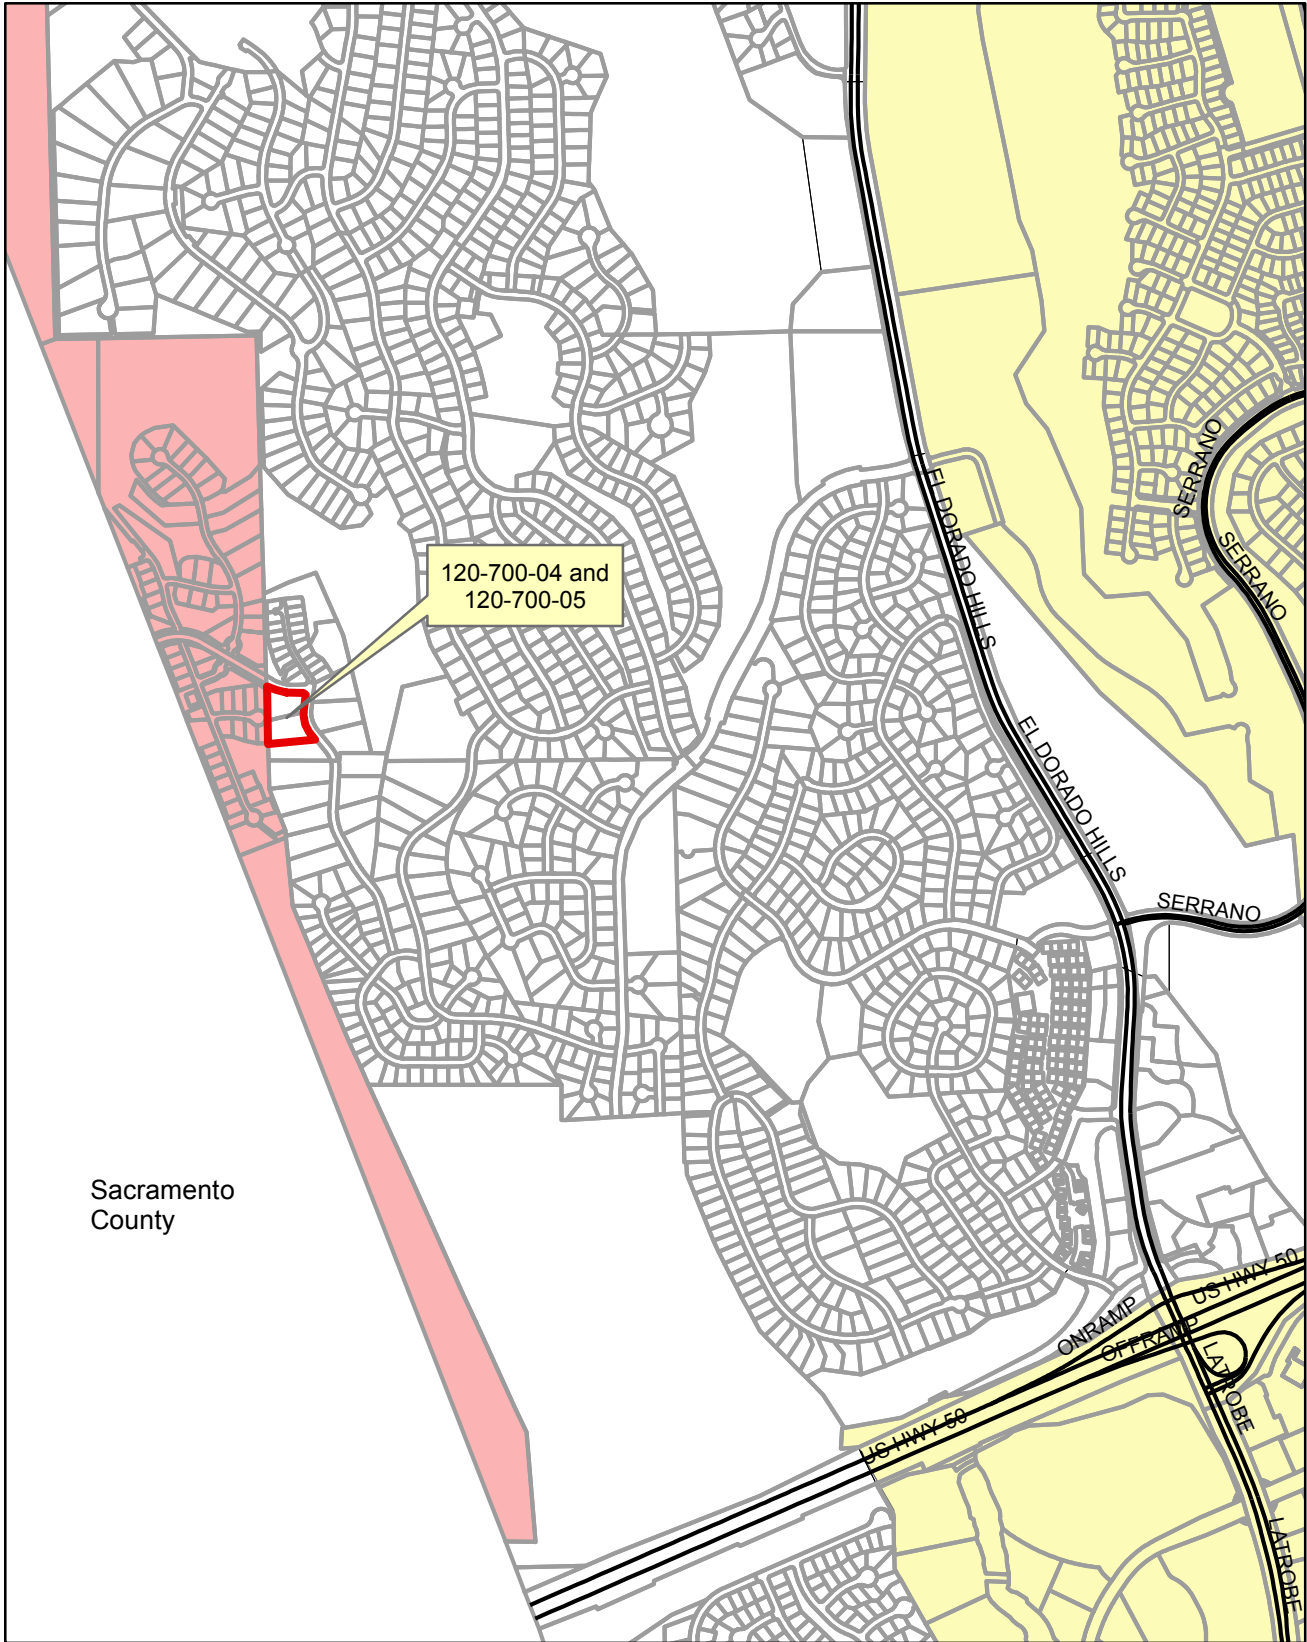 SERRANO
EL DORADO HILLS
SERRANO
120-700-04 and
120-700-05
EL DORADO HILLS
SERRANO
Sacramento
County
US HWY 50
ONRAMP
OFFRAMP
LATROBE
US HWY 50
LATROBE